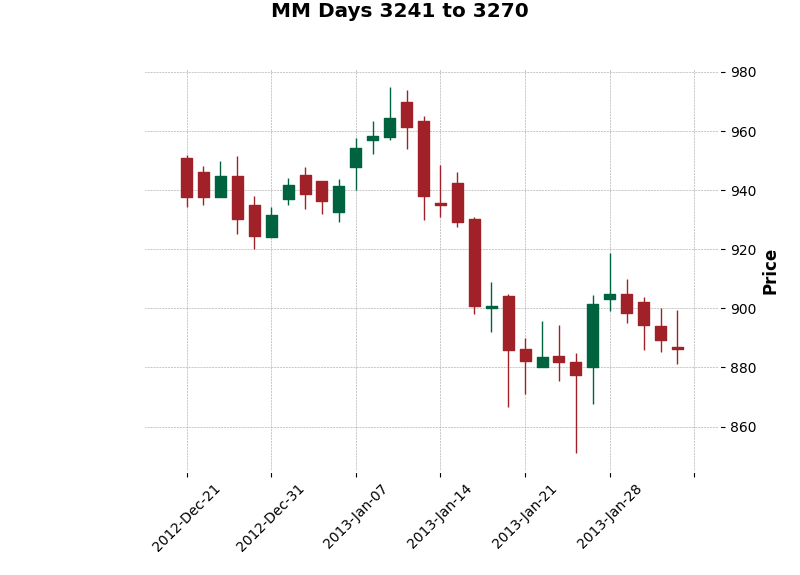 MM Days 3241 to 3270
980
960
940
920
900
880
860
Price
2012-Dec-21
2012-Dec-31
2013-Jan-07
2013-Jan-14
2013-Jan-21
2013-Jan-28